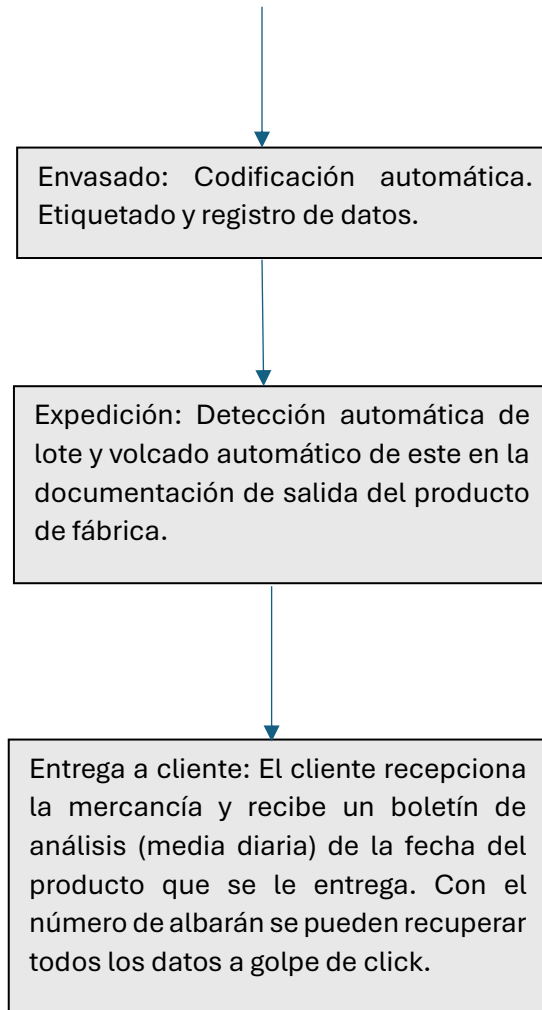 Envasado: Codificación automática.
Etiquetado y registro de datos.
Expedición: Detección automática de
lote y volcado automático de este en la
documentación de salida del producto
de fábrica.
Entrega a cliente: El cliente recepciona
la mercancía y recibe un boletín de
análisis (media diaria) de la fecha del
producto que se le entrega. Con el
número de albarán se pueden recuperar
todos los datos a golpe de click.